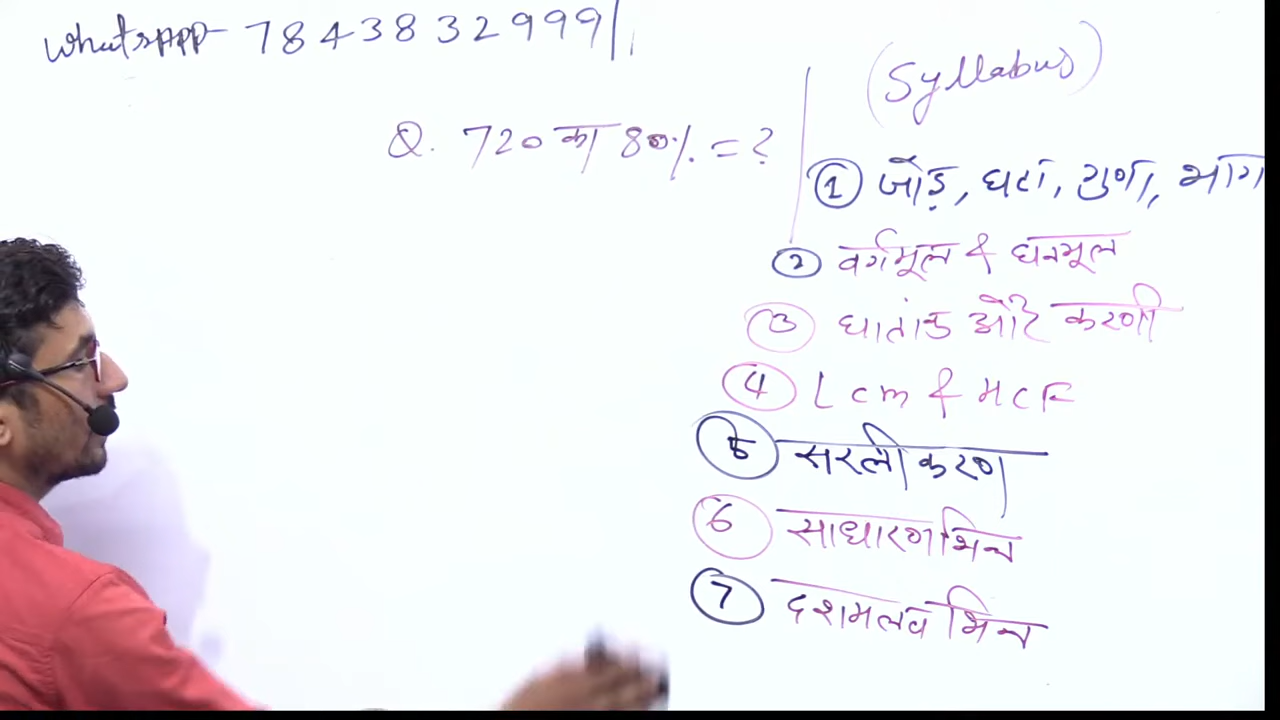 Whatsapp - 7843832999
Q. 720 का 80% = ?
(Syllabus)
① जोड़, घटा, गुणा, भाग
② वर्गमूल & घनमूल
③ घातांक और करणी
④ Lcm & HCF
5 सरलीकरण
6 साधारण भिन्न
7 दशमलव भिन्न